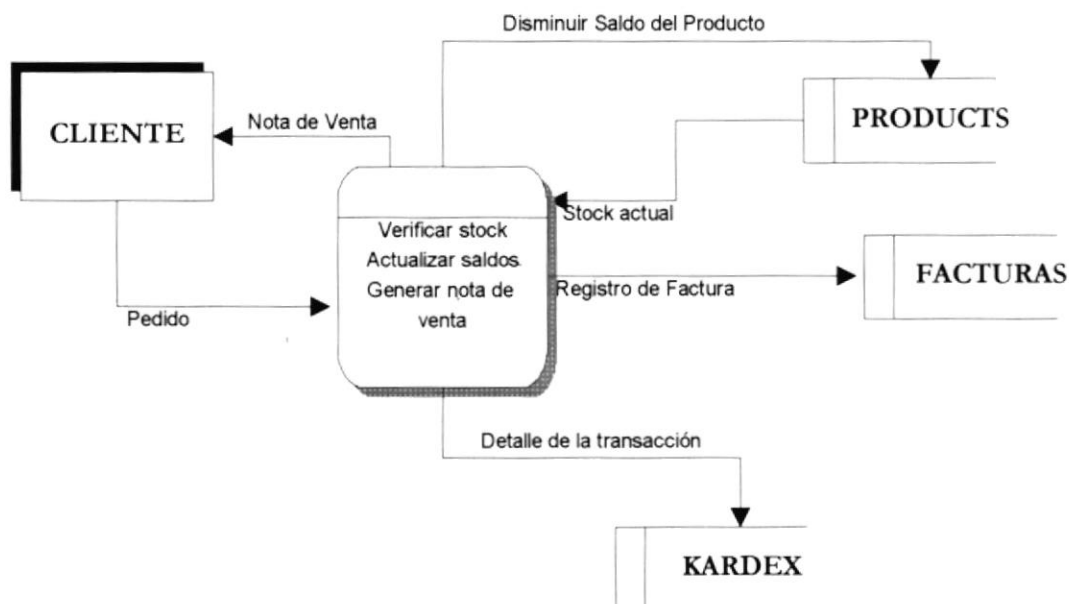 Disminuir Saldo del Producto
CLIENTE
Nota de Venta
PRODUCTS
Stock actual
Verificar stock
Actualizar saldos.
Generar nota de
venta
Registro de Factura
FACTURAS
Pedido
Detalle de la transacción
KARDEX